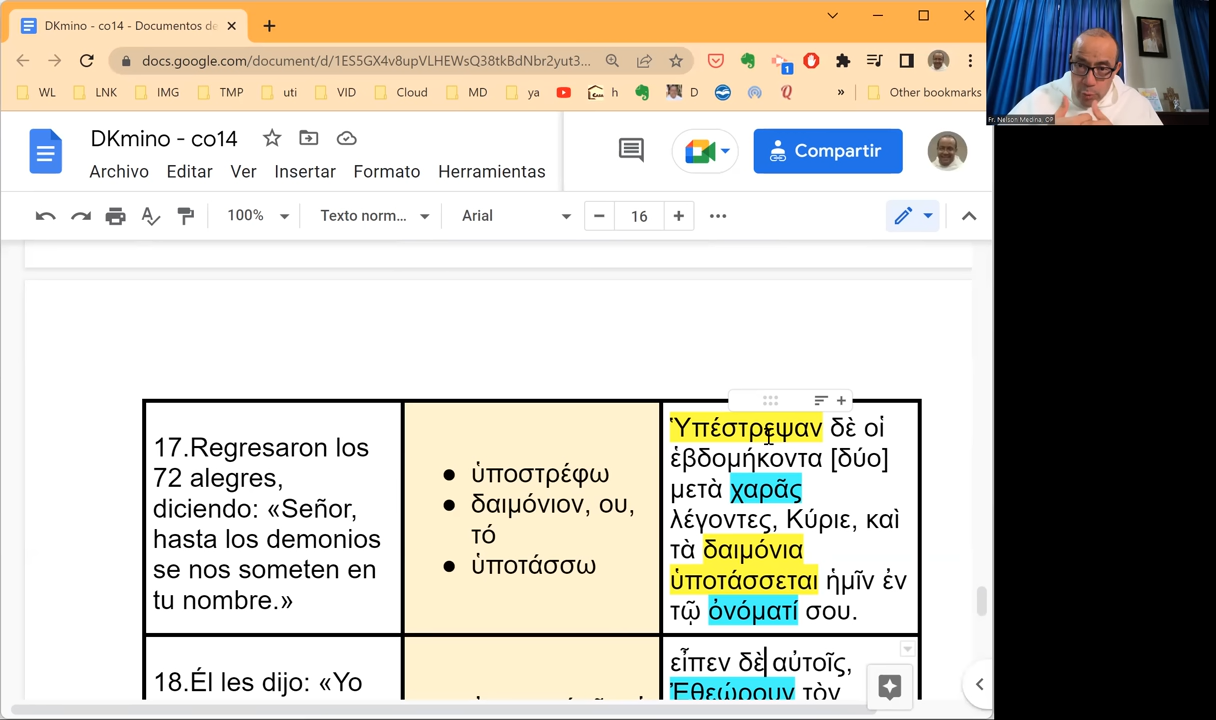 DKmino - co14 - Documentos de
docs.google.com/document/d/1ES5GX4v8upVLHEWsQ38tkBdNbr2yut3...
WL LNK IMG TMP uti VID Cloud MD ya h D » Other bookmarks
Fr. Nelson Medina, OP
DKmino - co14
Archivo Editar Ver Insertar Formato Herramientas
Compartir
100% Texto norm... Arial 16
17.Regresaron los
72 alegres,
diciendo: «Señor,
hasta los demonios
se nos someten en
tu nombre.»
ὑποστρέφω
δαιμόνιον, ου,
τό
ὑποτάσσω
Ὑπέστρεψαν δὲ οἱ
ἑβδομήκοντα [δύο]
μετὰ χαρᾶς
λέγοντες, Κύριε, καὶ
τὰ δαιμόνια
ὑποτάσσεται ἡμῖν ἐν
τῷ ὀνόματί σου.
18.Él les dijo: «Yo
εἶπεν δὲ αὐτοῖς,
Ἐθεώρουν τὸν